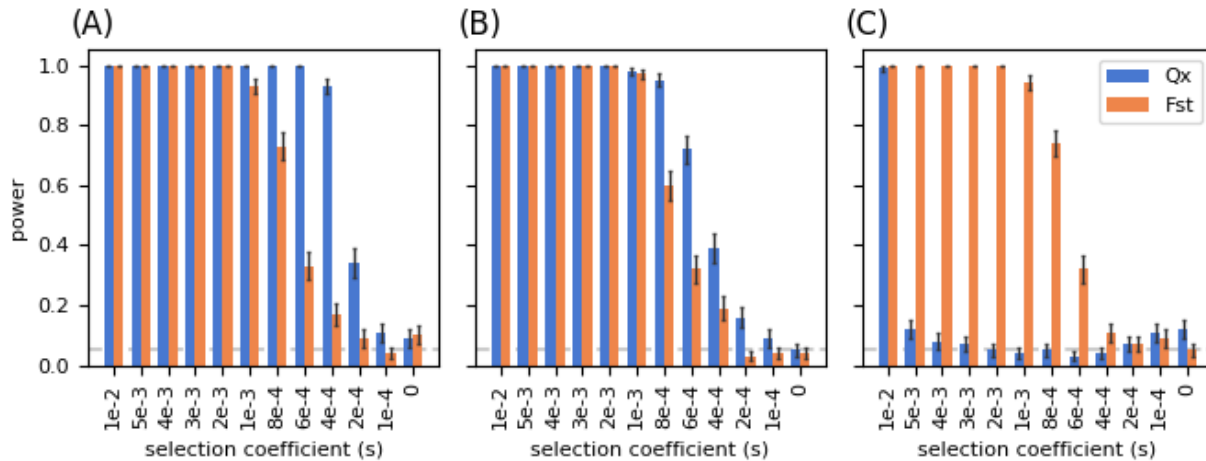 (A)
(B)
(C)
power
1.0
0.8
0.6
0.4
0.2
0.0
1e-2
5e-3
4e-3
3e-3
2e-3
1e-3
8e-4
6e-4
4e-4
2e-4
1e-4
0
selection coefficient (s)
1e-2
5e-3
4e-3
3e-3
2e-3
1e-3
8e-4
6e-4
4e-4
2e-4
1e-4
0
selection coefficient (s)
Qx
Fst
1e-2
5e-3
4e-3
3e-3
2e-3
1e-3
8e-4
6e-4
4e-4
2e-4
1e-4
0
selection coefficient (s)